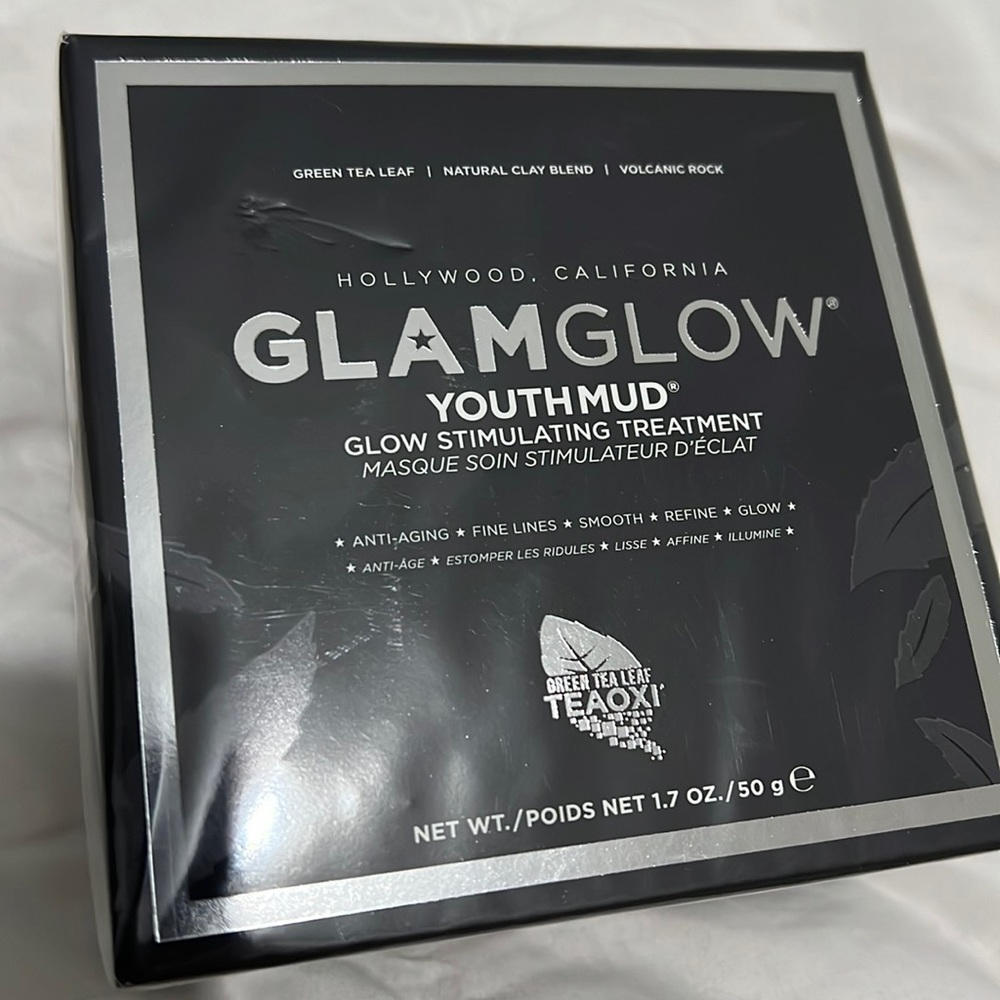 GREEN TEA LEAF | NATURAL CLAY BLEND | VOLCANIC ROCK
HOLLYWOOD, CALIFORNIA
GLAMGLOW®
YOUTHMUD®
GLOW STIMULATING TREATMENT
MASQUE SOIN STIMULATEUR D'ÉCLAT
★ ANTI-AGING ★ FINE LINES ★ SMOOTH ★ REFINE ★ GLOW ★
★ ANTI-ÂGE ★ ESTOMPER LES RIDULES ★ LISSE ★ AFFINE ★ ILLUMINE ★
GREEN TEA LEAF
TEAOXI
NET WT./POIDS NET 1.7 OZ./50 g ℮